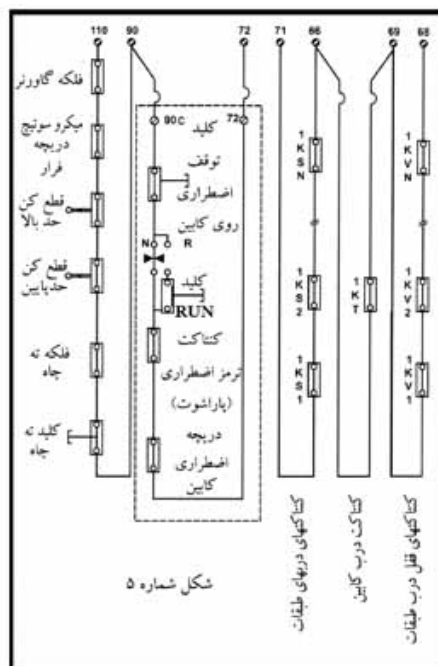 110 90 72 71 66 69 68
فلکه گاورنر
میکرو سوئیچ
دریچه
فرار
قطع کن
حد بالا
قطع کن
حد پایین
فلکه ته
چاه
کلید ته
چاه
90C
72
کلید
توقف
اضطراری
روی کابین
N R
کلید
RUN
کنتاکت
ترمز اضطراری
(پاراشوت)
دریچه
اضطراری
کابین
1KSN
1KS2
1KS1
1KT
1KVN
1KV2
1KV1
کنتاکتهای دربهای طبقات
کنتاکت درب کابین
کنتاکتهای قفل درب طبقات
شکل شماره ۵